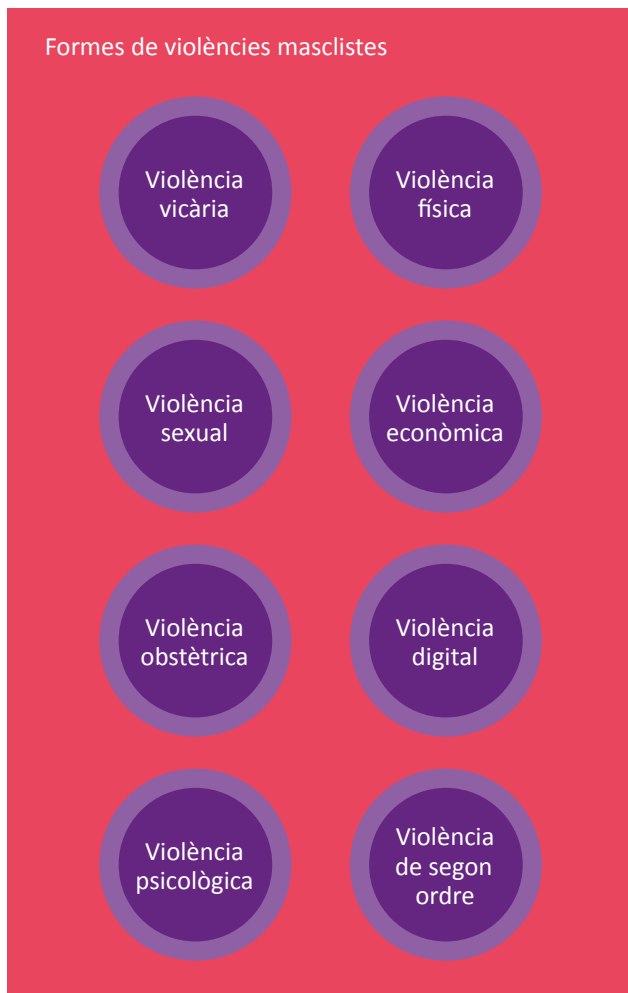 Formes de violències masclistes
Violència
vicària
Violència
física
Violència
sexual
Violència
econòmica
Violència
obstètrica
Violència
digital
Violència
psicològica
Violència
de segon
ordre